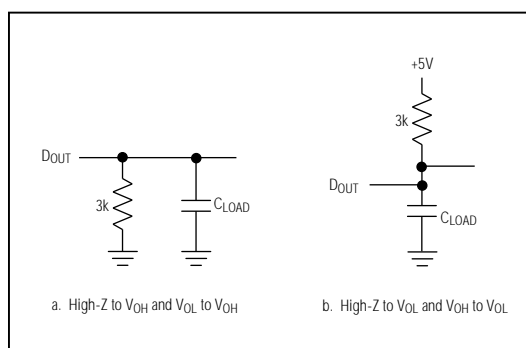 DOUT
3k
CLOAD
a. High-Z to VOH and VOL to VOH
+5V
3k
DOUT
CLOAD
b. High-Z to VOL and VOH to VOL